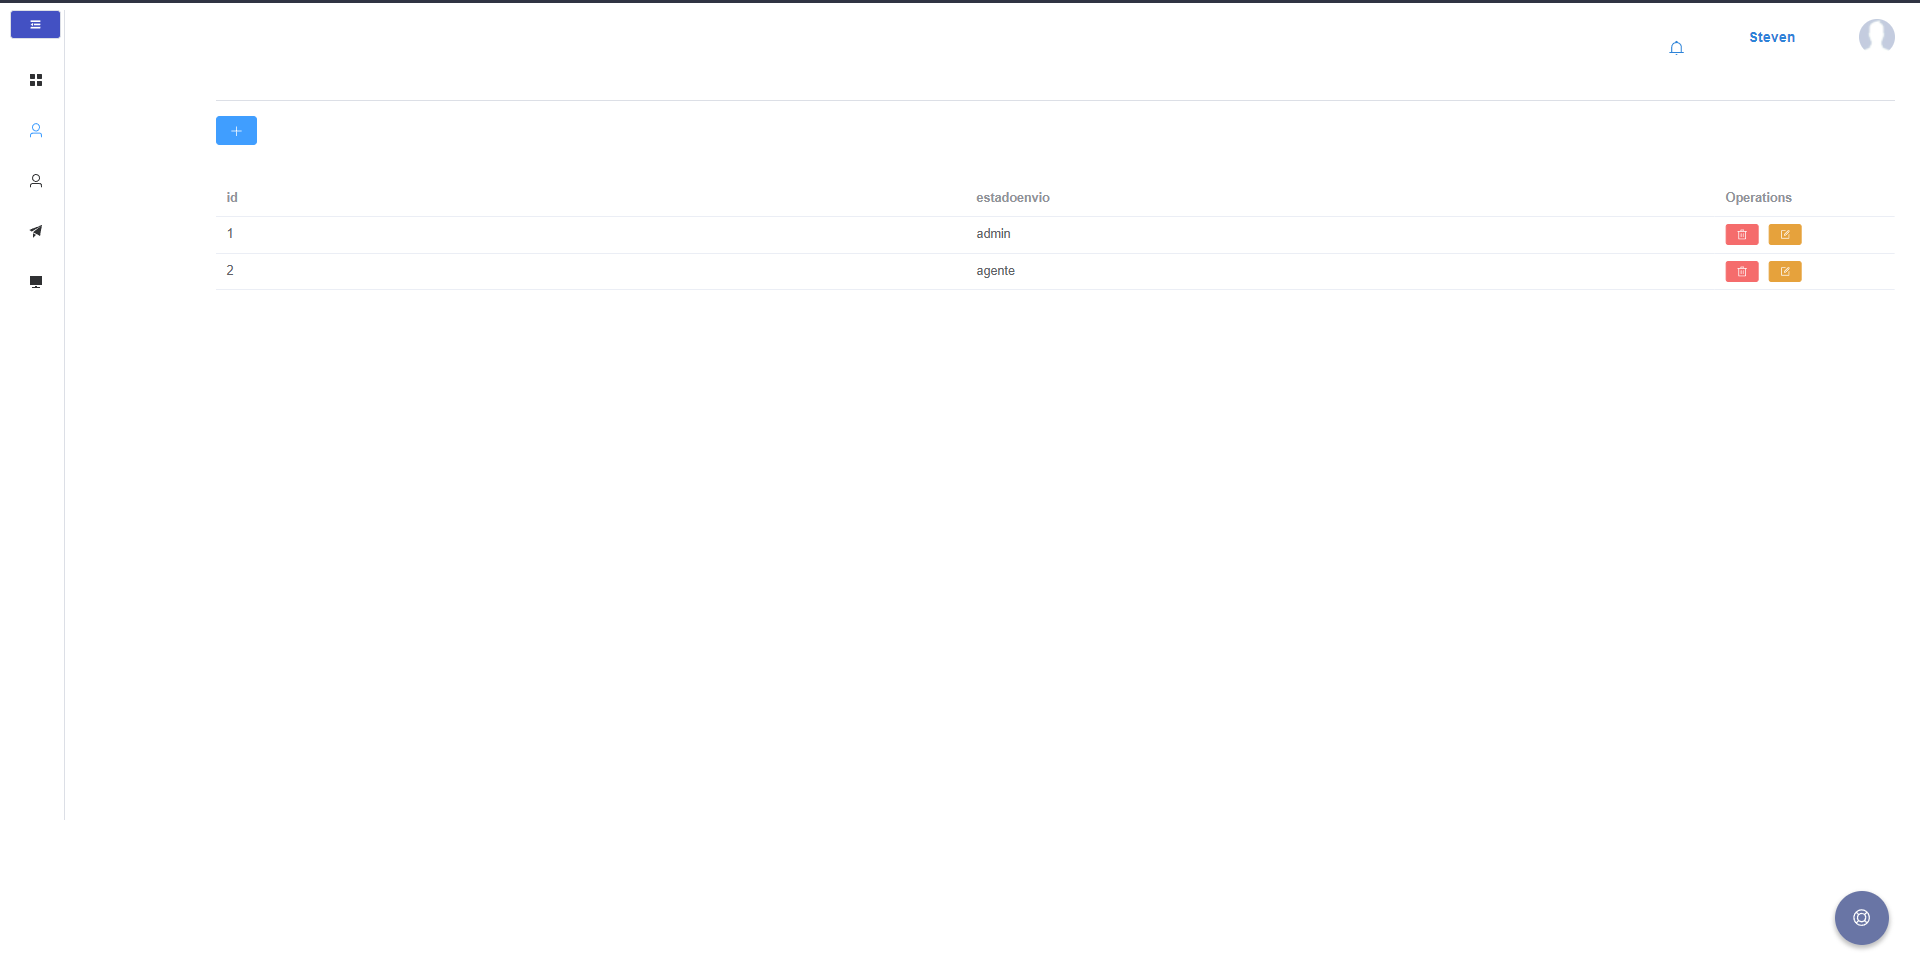 Steven
id estadoenvio Operations
1 admin
2 agente